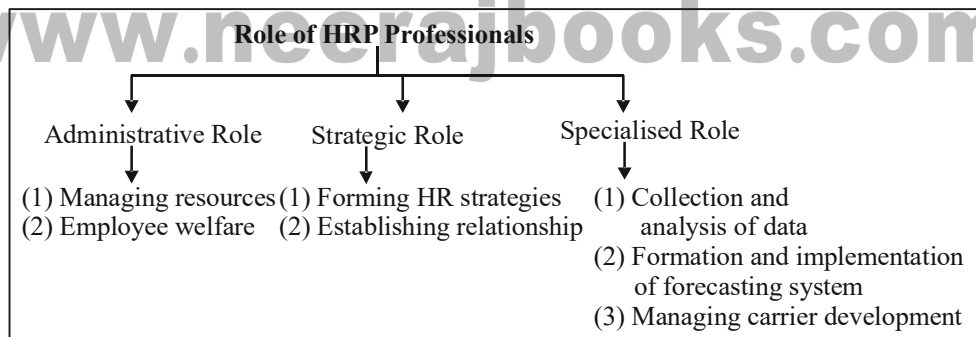 www.neerajbooks.com
Role of HRP Professionals
Administrative Role
(1) Managing resources
(2) Employee welfare
Strategic Role
(1) Forming HR strategies
(2) Establishing relationship
Specialised Role
(1) Collection and
analysis of data
(2) Formation and implementation
of forecasting system
(3) Managing carrier development